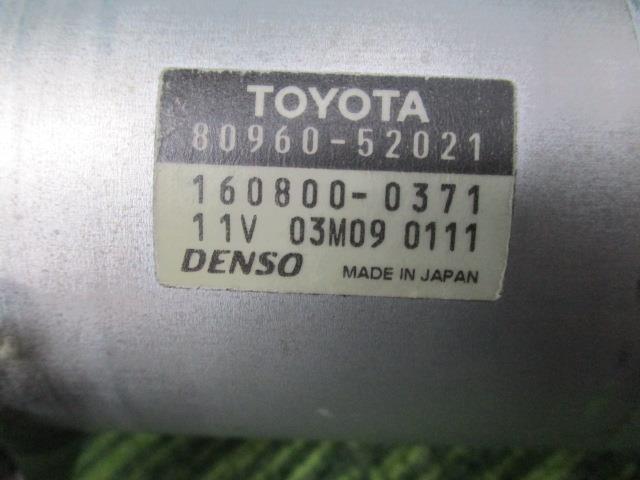 TOYOTA
80960-52021
160800-0371
11V 03M09 0111
DENSO MADE IN JAPAN